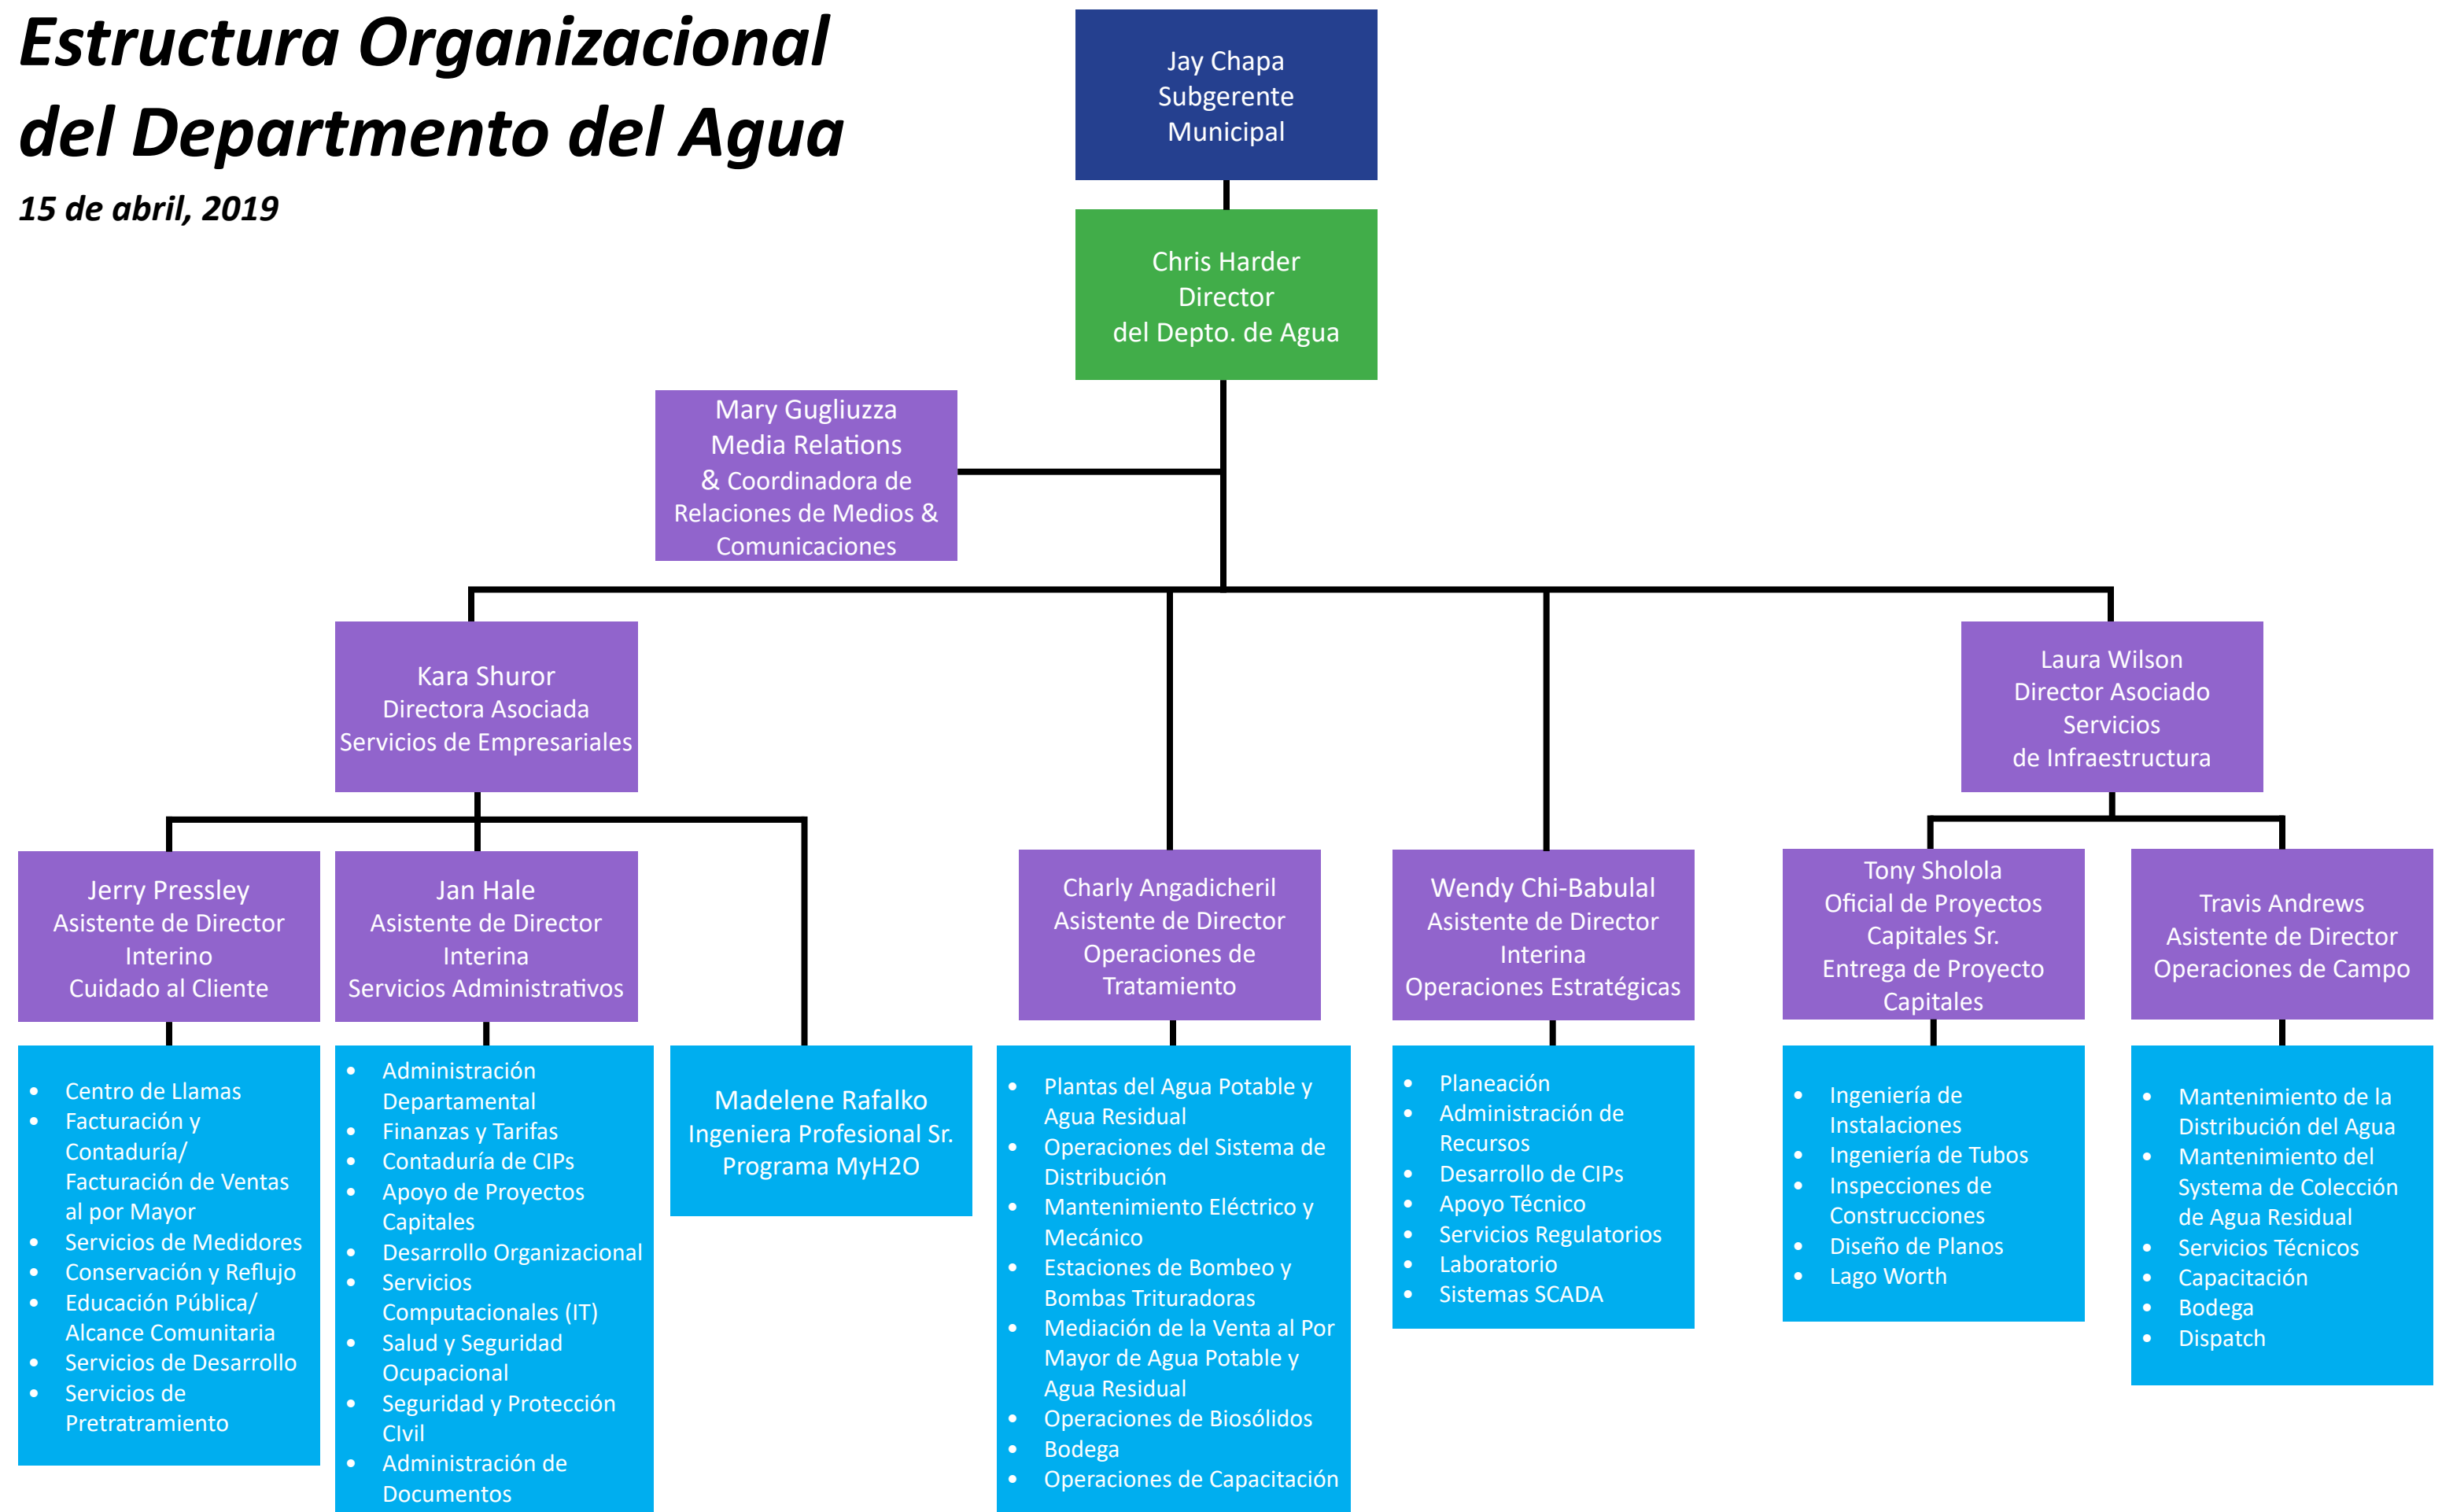 Estructura Organizacional
del Departmento del Agua
15 de abril, 2019
Jay Chapa
Subgerente
Municipal
Chris Harder
Director
del Depto. de Agua
Mary Gugliuzza
Media Relations
& Coordinadora de
Relaciones de Medios &
Comunicaciones
Kara Shuror
Directora Asociada
Servicios de Empresariales
Laura Wilson
Director Asociado
Servicios
de Infraestructura
Jerry Pressley
Asistente de Director
Interino
Cuidado al Cliente
Jan Hale
Asistente de Director
Interina
Servicios Administrativos
Charly Angadicheril
Asistente de Director
Operaciones de
Tratamiento
Wendy Chi-Babulal
Asistente de Director
Interina
Operaciones Estratégicas
Tony Sholola
Oficial de Proyectos
Capitales Sr.
Entrega de Proyecto
Capitales
Travis Andrews
Asistente de Director
Operaciones de Campo
• Centro de Llamas
• Facturación y
Contaduría/
Facturación de Ventas
al por Mayor
• Servicios de Medidores
• Conservación y Reflujo
• Educación Pública/
Alcance Comunitaria
• Servicios de Desarrollo
• Servicios de
Pretratramiento
• Administración
Departamental
• Finanzas y Tarifas
• Contaduría de CIPs
• Apoyo de Proyectos
Capitales
• Desarrollo Organizacional
• Servicios
Computacionales (IT)
• Salud y Seguridad
Ocupacional
• Seguridad y Protección
CIvil
• Administración de
Documentos
Madelene Rafalko
Ingeniera Profesional Sr.
Programa MyH2O
• Plantas del Agua Potable y
Agua Residual
• Operaciones del Sistema de
Distribución
• Mantenimiento Eléctrico y
Mecánico
• Estaciones de Bombeo y
Bombas Trituradoras
• Mediación de la Venta al Por
Mayor de Agua Potable y
Agua Residual
• Operaciones de Biosólidos
• Bodega
• Operaciones de Capacitación
• Planeación
• Administración de
Recursos
• Desarrollo de CIPs
• Apoyo Técnico
• Servicios Regulatorios
• Laboratorio
• Sistemas SCADA
• Ingeniería de
Instalaciones
• Ingeniería de Tubos
• Inspecciones de
Construcciones
• Diseño de Planos
• Lago Worth
• Mantenimiento de la
Distribución del Agua
• Mantenimiento del
Systema de Colección
de Agua Residual
• Servicios Técnicos
• Capacitación
• Bodega
• Dispatch